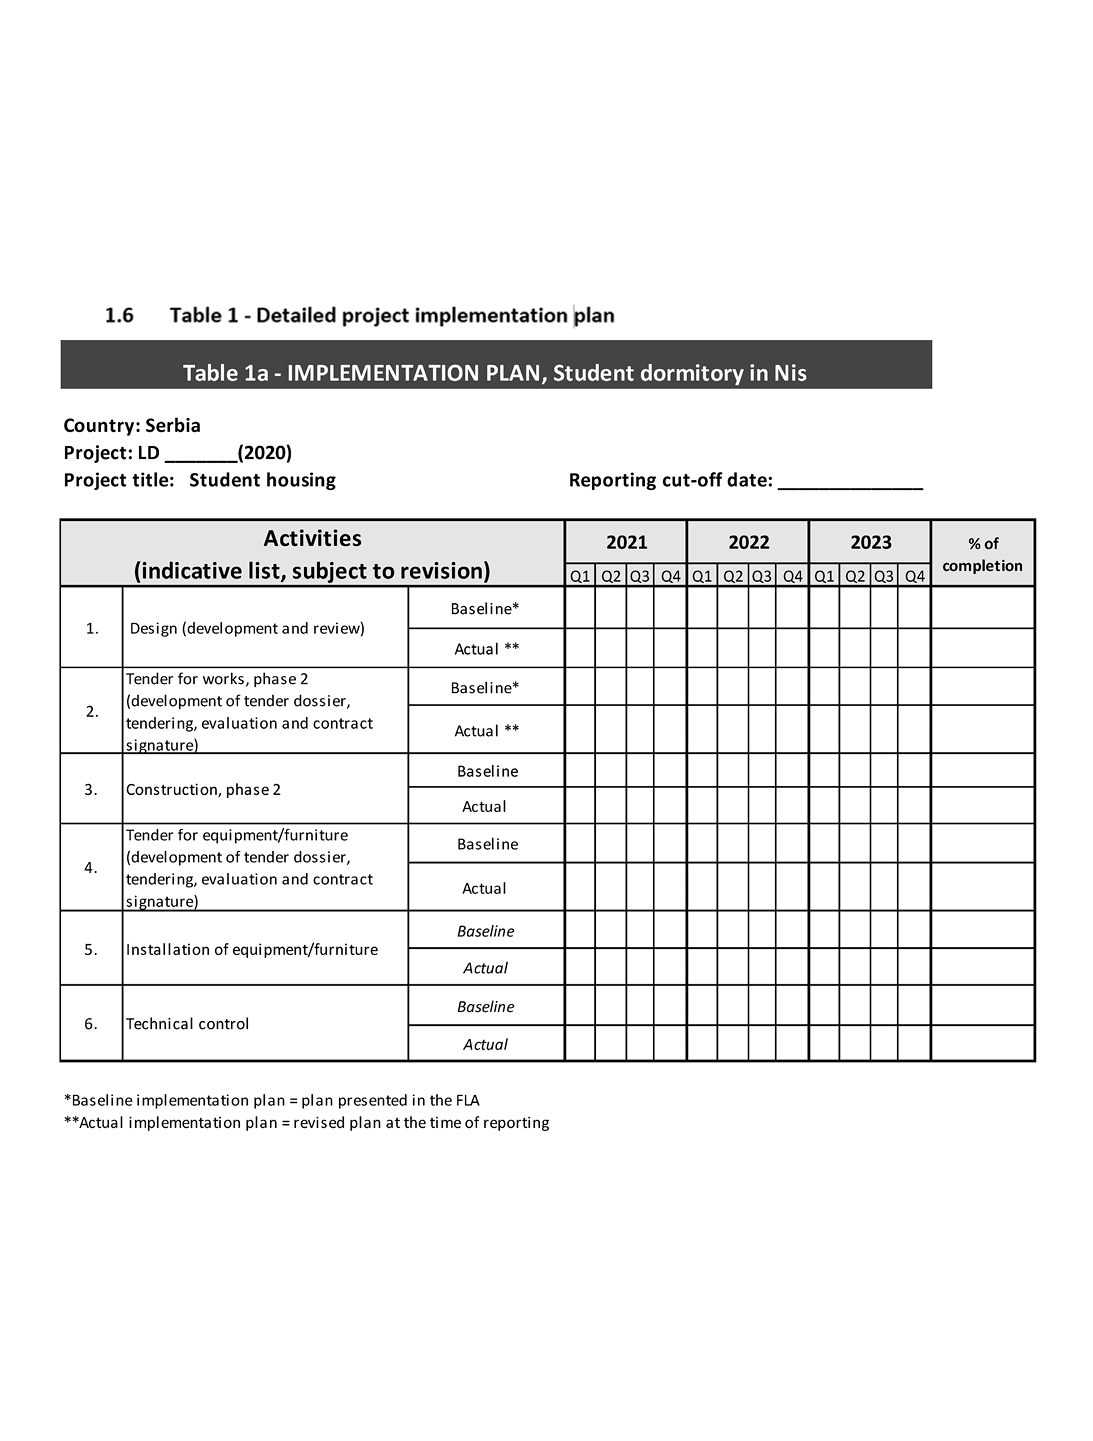 1.6 Table 1 - Detailed project implementation plan
Table 1a - IMPLEMENTATION PLAN, Student dormitory in Nis
Country: Serbia
Project: LD _______(2020)
Project title: Student housing Reporting cut-off date: ______________
Activities
(indicative list, subject to revision)
2021 2022 2023 % of
completion
Q1 Q2 Q3 Q4 Q1 Q2 Q3 Q4 Q1 Q2 Q3 Q4
1. Design (development and review)
Baseline*
Actual **
2. Tender for works, phase 2
(development of tender dossier,
tendering, evaluation and contract
signature)
Baseline*
Actual **
3. Construction, phase 2
Baseline
Actual
4. Tender for equipment/furniture
(development of tender dossier,
tendering, evaluation and contract
signature)
Baseline
Actual
5. Installation of equipment/furniture
Baseline
Actual
6. Technical control
Baseline
Actual
*Baseline implementation plan = plan presented in the FLA
**Actual implementation plan = revised plan at the time of reporting